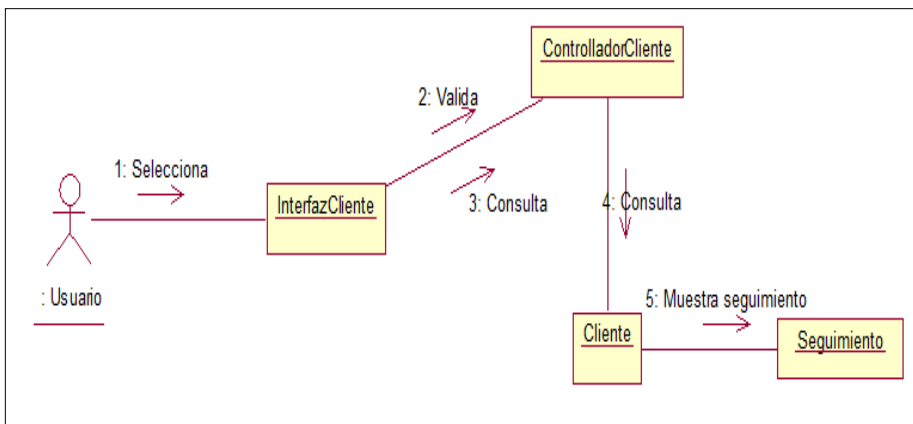 ControlladorCliente
2: Valida
1: Selecciona
InterfazCliente
3: Consulta
4: Consulta
: Usuario
5: Muestra seguimiento
Cliente
Seguimiento